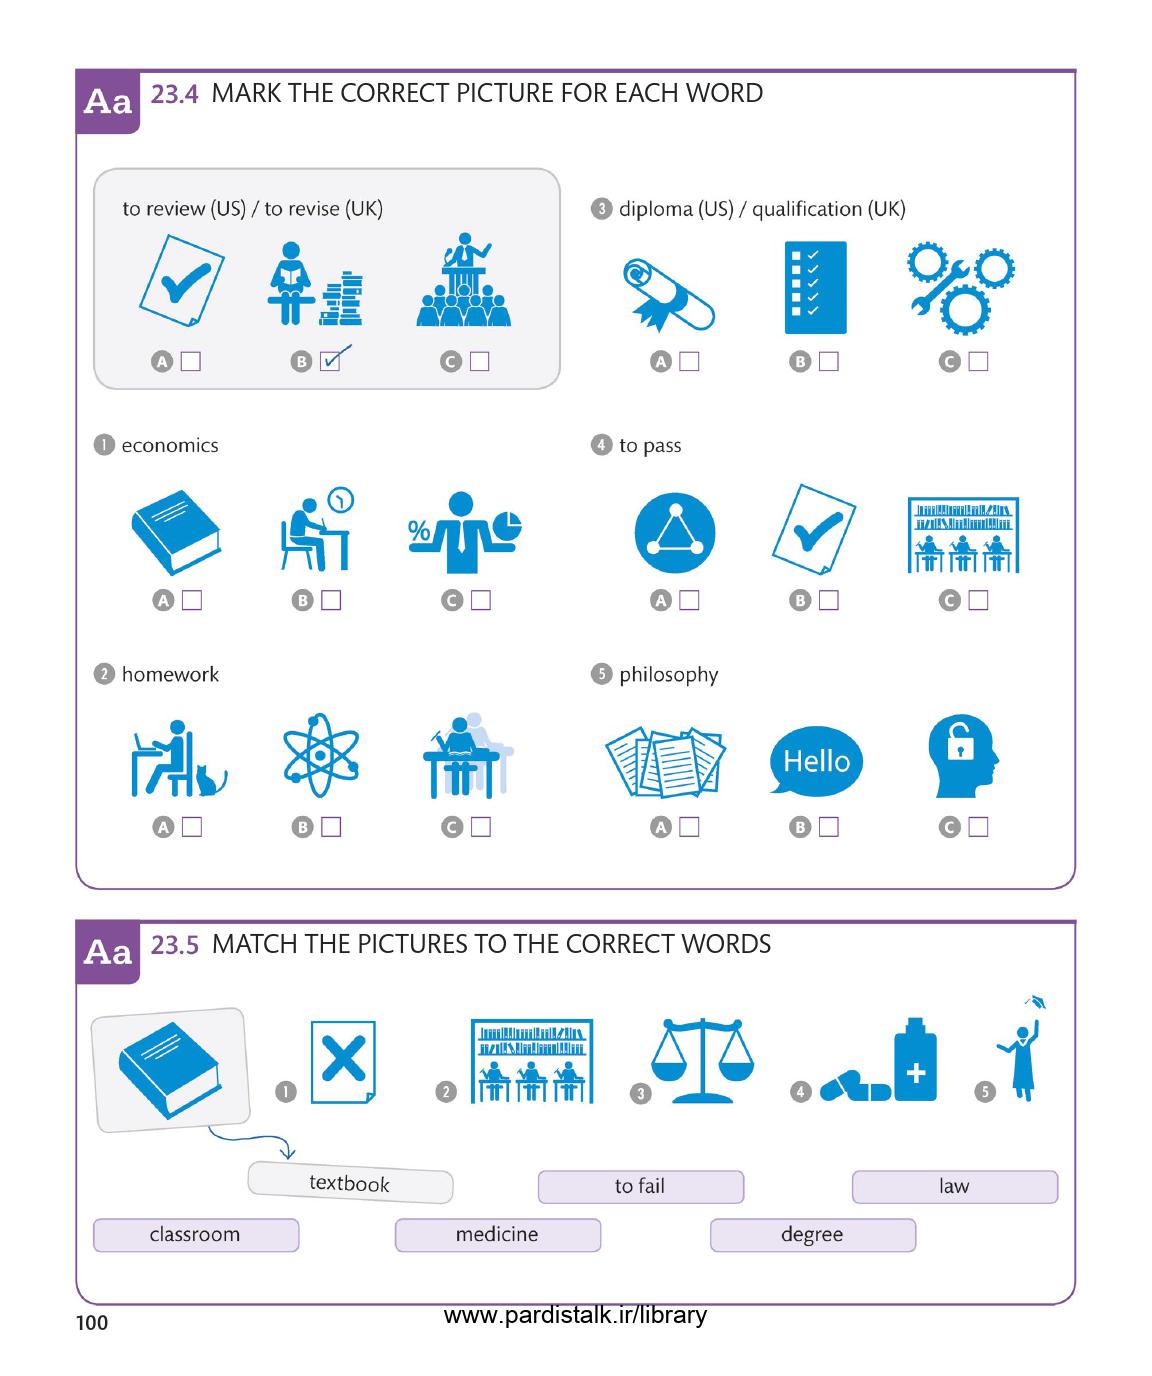 Aa 23.4 MARK THE CORRECT PICTURE FOR EACH WORD
to review (US) / to revise (UK)
A B C
1 economics
%
A B C
2 homework
A B C
3 diploma (US) / qualification (UK)
A B C
4 to pass
A B C
5 philosophy
Hello
A B C
Aa 23.5 MATCH THE PICTURES TO THE CORRECT WORDS
1 2 3 4 5
textbook to fail law
classroom medicine degree
100 www.pardistalk.ir/library